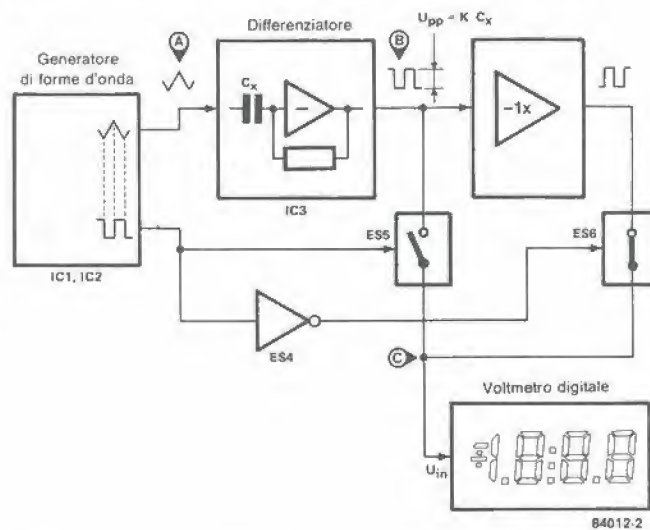 Differenziatore
Generatore
di forme d'onda
A
B
Upp = K Cx
Cx
−
−1x
IC3
IC1, IC2
ES5
ES6
ES4
C
Voltmetro digitale
Uin
84012-2